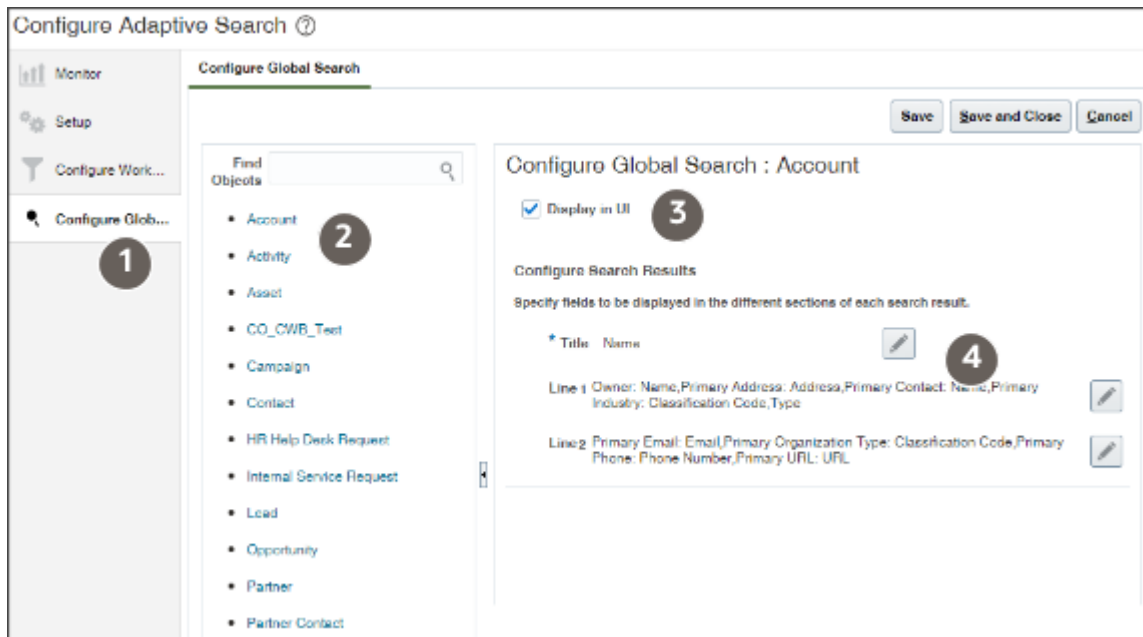 Configure Adaptive Search ?
Monitor
Setup
Configure Work...
Configure Glob...
1
Configure Global Search
Save
Save and Close
Cancel
Find
Objects
Account
2
Activity
Asset
CO_CWB_Test
Campaign
Contact
HR Help Desk Request
Internal Service Request
Lead
Opportunity
Partner
Partner Contact
Configure Global Search : Account
Display in UI
3
Configure Search Results
Specify fields to be displayed in the different sections of each search result.
* Title Name
4
Line 1 Owner: Name,Primary Address: Address,Primary Contact: Name,Primary
Industry: Classification Code,Type
Line 2 Primary Email: Email,Primary Organization Type: Classification Code,Primary
Phone: Phone Number,Primary URL: URL